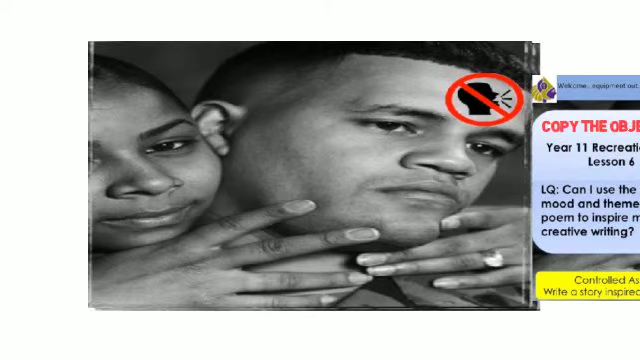 Welcome...equipment out.
COPY THE OBJE
Year 11 Recreati
Lesson 6
LQ: Can I use the
mood and theme
poem to inspire m
creative writing?
Controlled As
Write a story inspired